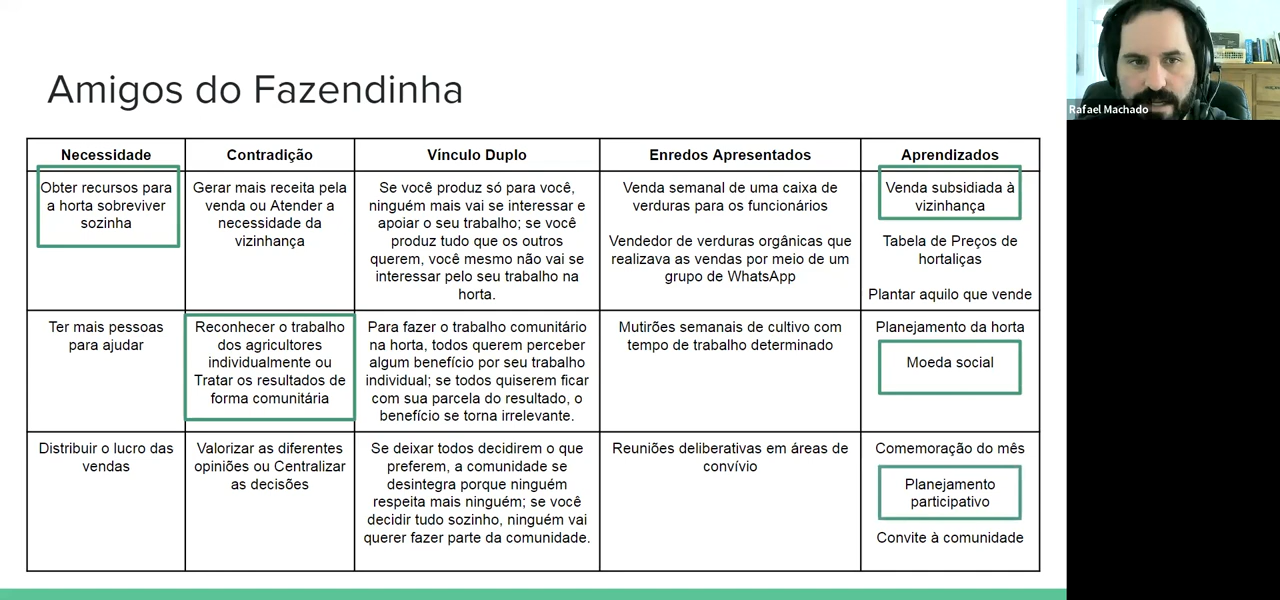 Rafael Machado
Amigos do Fazendinha
Necessidade
Contradição
Vínculo Duplo
Enredos Apresentados
Aprendizados
Obter recursos para
a horta sobreviver
sozinha
Gerar mais receita pela
venda ou Atender a
necessidade da
vizinhança
Se você produz só para você,
ninguém mais vai se interessar e
apoiar o seu trabalho; se você
produz tudo que os outros
querem, você mesmo não vai se
interessar pelo seu trabalho na
horta.
Venda semanal de uma caixa de
verduras para os funcionários
Vendedor de verduras orgânicas que
realizava as vendas por meio de um
grupo de WhatsApp
Venda subsidiada à
vizinhança
Tabela de Preços de
hortaliças
Plantar aquilo que vende
Ter mais pessoas
para ajudar
Reconhecer o trabalho
dos agricultores
individualmente ou
Tratar os resultados de
forma comunitária
Para fazer o trabalho comunitário
na horta, todos querem perceber
algum benefício por seu trabalho
individual; se todos quiserem ficar
com sua parcela do resultado, o
benefício se torna irrelevante.
Mutirões semanais de cultivo com
tempo de trabalho determinado
Planejamento da horta
Moeda social
Distribuir o lucro das
vendas
Valorizar as diferentes
opiniões ou Centralizar
as decisões
Se deixar todos decidirem o que
preferem, a comunidade se
desintegra porque ninguém
respeita mais ninguém; se você
decidir tudo sozinho, ninguém vai
querer fazer parte da comunidade.
Reuniões deliberativas em áreas de
convívio
Comemoração do mês
Planejamento
participativo
Convite à comunidade